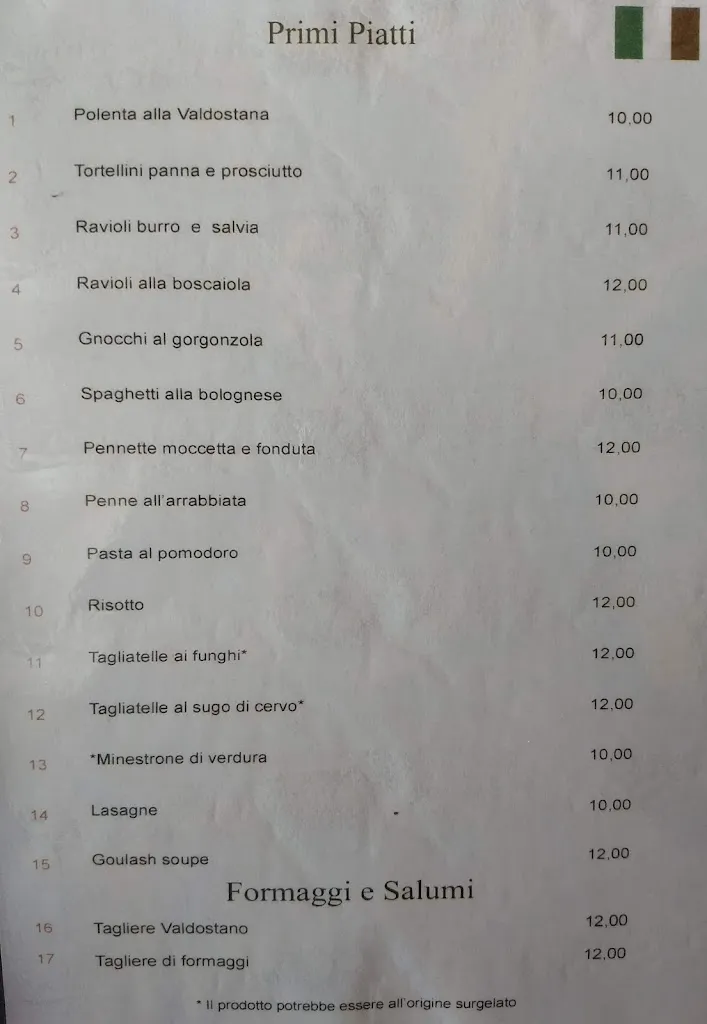 Primi Piatti
1 Polenta alla Valdostana 10,00
2 Tortellini panna e prosciutto 11,00
3 Ravioli burro e salvia 11,00
4 Ravioli alla boscaiola 12,00
5 Gnocchi al gorgonzola 11,00
6 Spaghetti alla bolognese 10,00
7 Pennette moccetta e fonduta 12,00
8 Penne all'arrabbiata 10,00
9 Pasta al pomodoro 10,00
10 Risotto 12,00
11 Tagliatelle ai funghi* 12,00
12 Tagliatelle al sugo di cervo* 12,00
13 *Minestrone di verdura 10,00
14 Lasagne 10,00
15 Goulash soupe 12,00
Formaggi e Salumi
16 Tagliere Valdostano 12,00
17 Tagliere di formaggi 12,00
* Il prodotto potrebbe essere all'origine surgelato